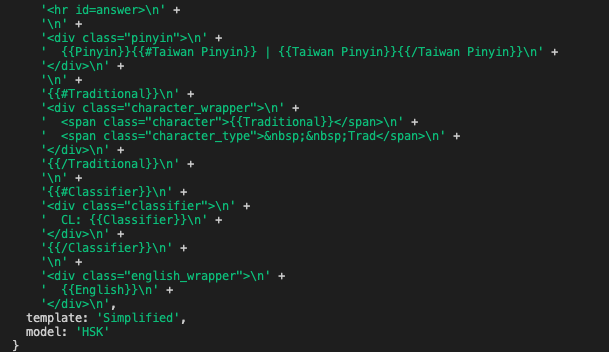 '<hr id=answer>\n' +
'\n' +
'<div class="pinyin">\n' +
'  {{Pinyin}}{{#Taiwan Pinyin}} | {{Taiwan Pinyin}}{{/Taiwan Pinyin}}\n' +
'</div>\n' +
'\n' +
'{{#Traditional}}\n' +
'<div class="character_wrapper">\n' +
'  <span class="character">{{Traditional}}</span>\n' +
'  <span class="character_type">&nbsp;&nbsp;Trad</span>\n' +
'</div>\n' +
'{{/Traditional}}\n' +
'\n' +
'{{#Classifier}}\n' +
'<div class="classifier">\n' +
'  CL: {{Classifier}}\n' +
'</div>\n' +
'{{/Classifier}}\n' +
'\n' +
'<div class="english_wrapper">\n' +
'  {{English}}\n' +
'</div>\n',
template: 'Simplified',
model: 'HSK'
}